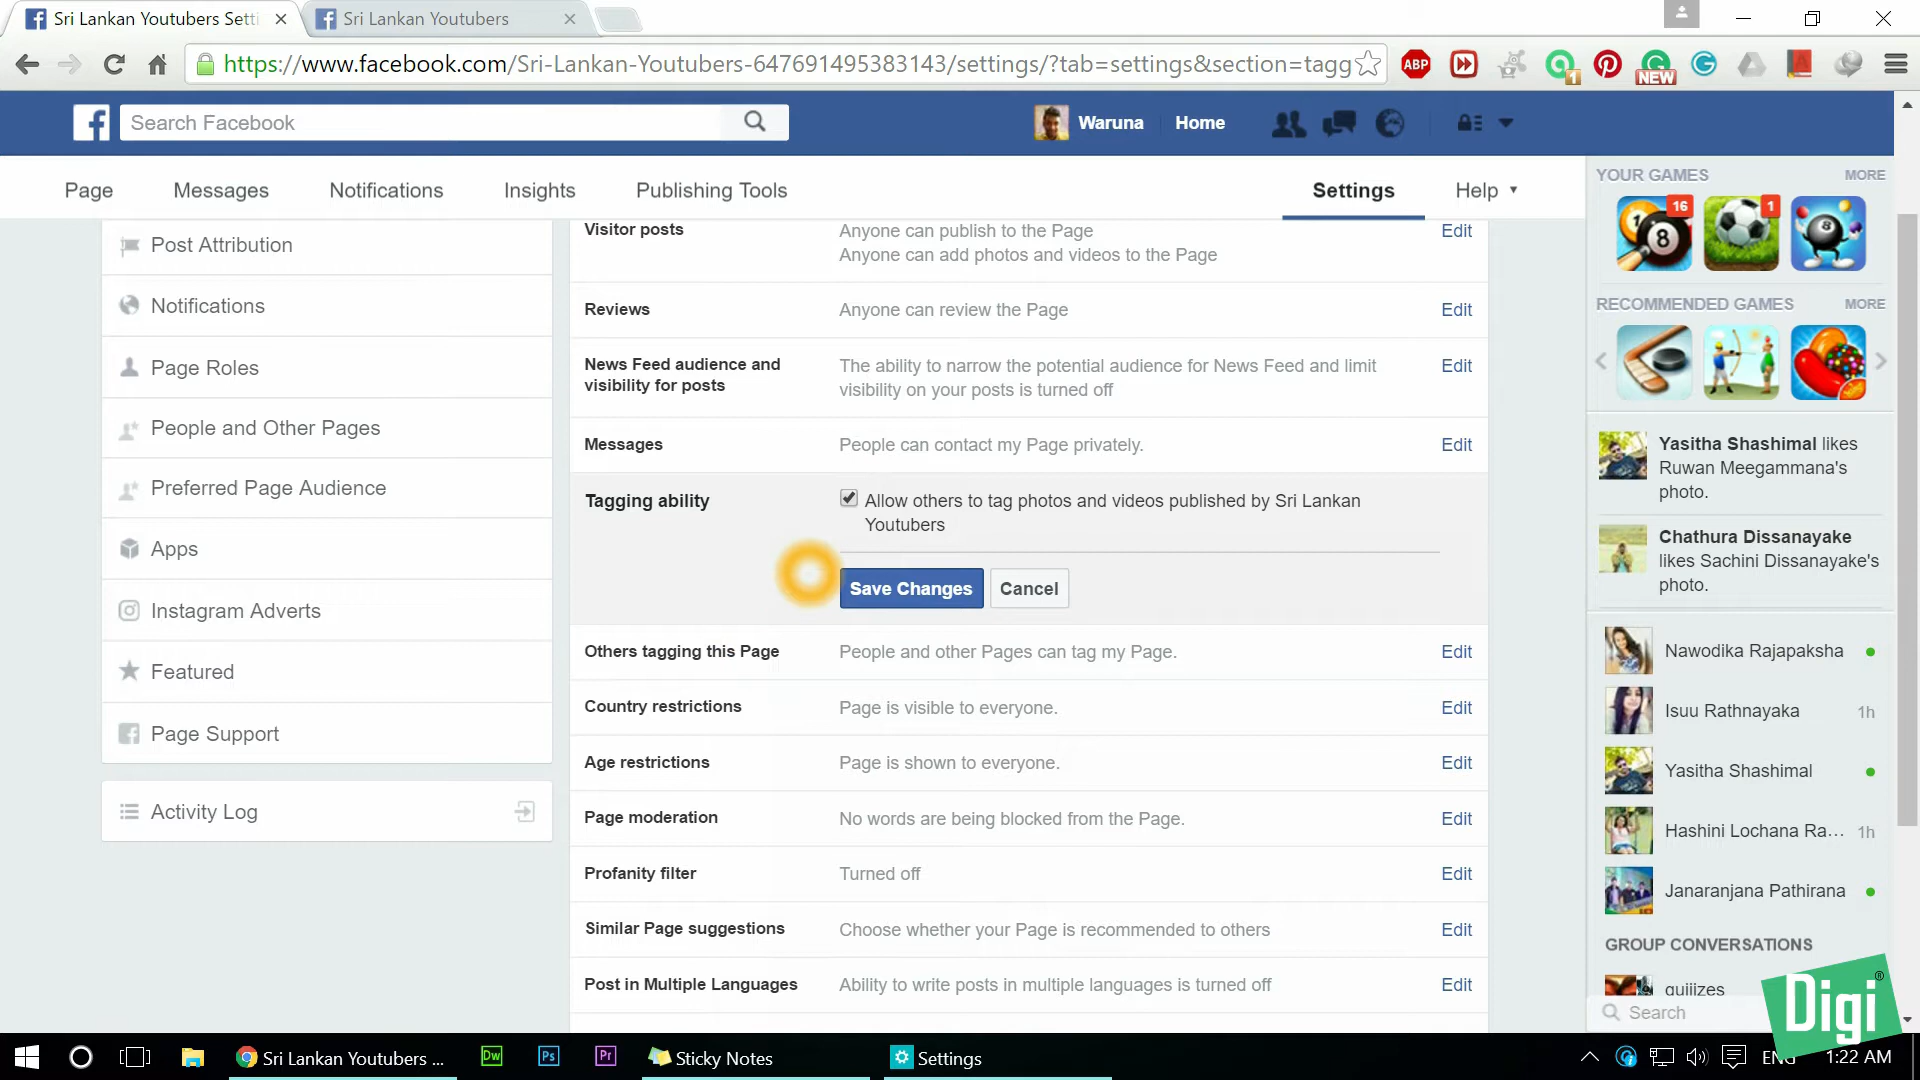 Sri Lankan Youtubers Setti
Sri Lankan Youtubers
https://www.facebook.com/Sri-Lankan-Youtubers-647691495383143/settings/?tab=settings&section=tagg
ABP
1
NEW
Search Facebook
Waruna
Home
Page
Messages
Notifications
Insights
Publishing Tools
Settings
Help
Post Attribution
Notifications
Page Roles
People and Other Pages
Preferred Page Audience
Apps
Instagram Adverts
Featured
Page Support
Activity Log
Visitor posts
Anyone can publish to the Page
Anyone can add photos and videos to the Page
Edit
Reviews
Anyone can review the Page
Edit
News Feed audience and
visibility for posts
The ability to narrow the potential audience for News Feed and limit
visibility on your posts is turned off
Edit
Messages
People can contact my Page privately.
Edit
Tagging ability
Allow others to tag photos and videos published by Sri Lankan
Youtubers
Save Changes
Cancel
Others tagging this Page
People and other Pages can tag my Page.
Edit
Country restrictions
Page is visible to everyone.
Edit
Age restrictions
Page is shown to everyone.
Edit
Page moderation
No words are being blocked from the Page.
Edit
Profanity filter
Turned off
Edit
Similar Page suggestions
Choose whether your Page is recommended to others
Edit
Post in Multiple Languages
Ability to write posts in multiple languages is turned off
Edit
YOUR GAMES
MORE
16
1
8
8
RECOMMENDED GAMES
MORE
Yasitha Shashimal likes
Ruwan Meegammana's
photo.
Chathura Dissanayake
likes Sachini Dissanayake's
photo.
Nawodika Rajapaksha
Isuu Rathnayaka
1h
Yasitha Shashimal
Hashini Lochana Ra...
1h
Janaranjana Pathirana
GROUP CONVERSATIONS
quiiizes
Search
Digi
Sri Lankan Youtubers ...
Dw
Ps
Pr
Sticky Notes
Settings
ENG
1:22 AM